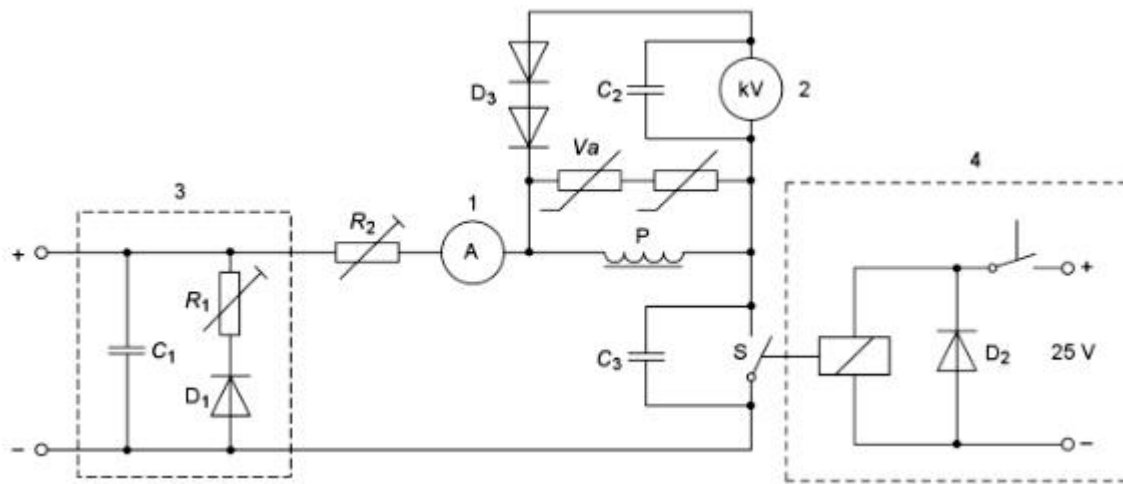 D₃
C₂
kV
2
Va
4
3
1
R₂
A
P
+
+
R₁
C₁
C₃
S
D₂
25 V
D₁
–
–